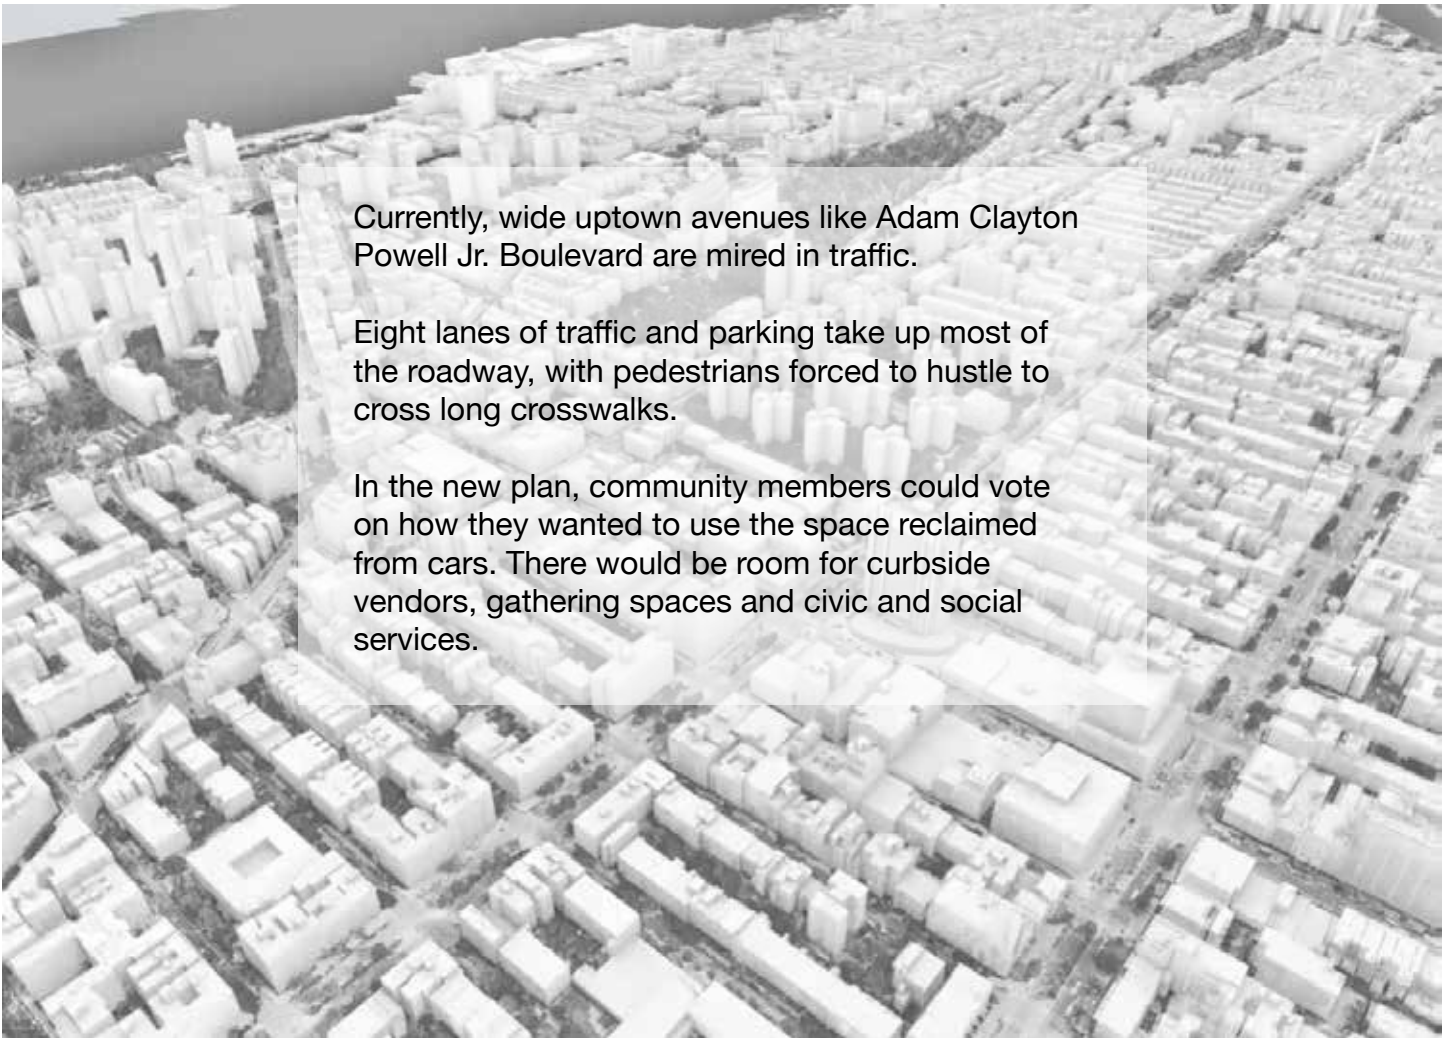 Currently, wide uptown avenues like Adam Clayton
Powell Jr. Boulevard are mired in traffic.
Eight lanes of traffic and parking take up most of
the roadway, with pedestrians forced to hustle to
cross long crosswalks.
In the new plan, community members could vote
on how they wanted to use the space reclaimed
from cars. There would be room for curbside
vendors, gathering spaces and civic and social
services.